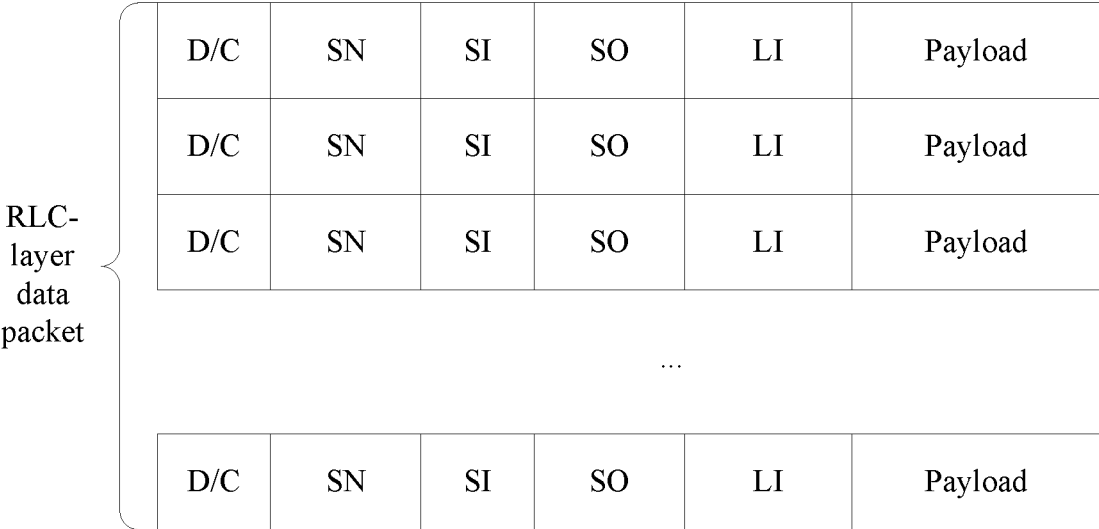 D/C SN SI SO LI Payload
D/C SN SI SO LI Payload
D/C SN SI SO LI Payload
RLC-
layer
data
packet
...
D/C SN SI SO LI Payload